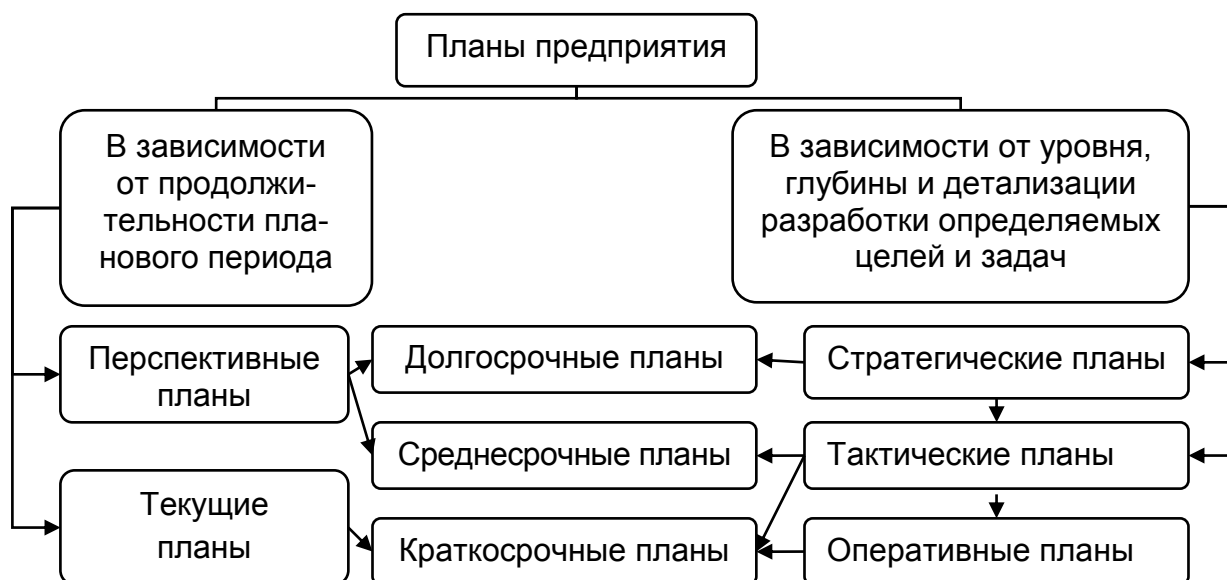 Планы предприятия
В зависимости
от продолжи-
тельности пла-
нового периода
В зависимости от уровня,
глубины и детализации
разработки определяемых
целей и задач
Перспективные
планы
Долгосрочные планы
Стратегические планы
Среднесрочные планы
Тактические планы
Текущие
планы
Краткосрочные планы
Оперативные планы